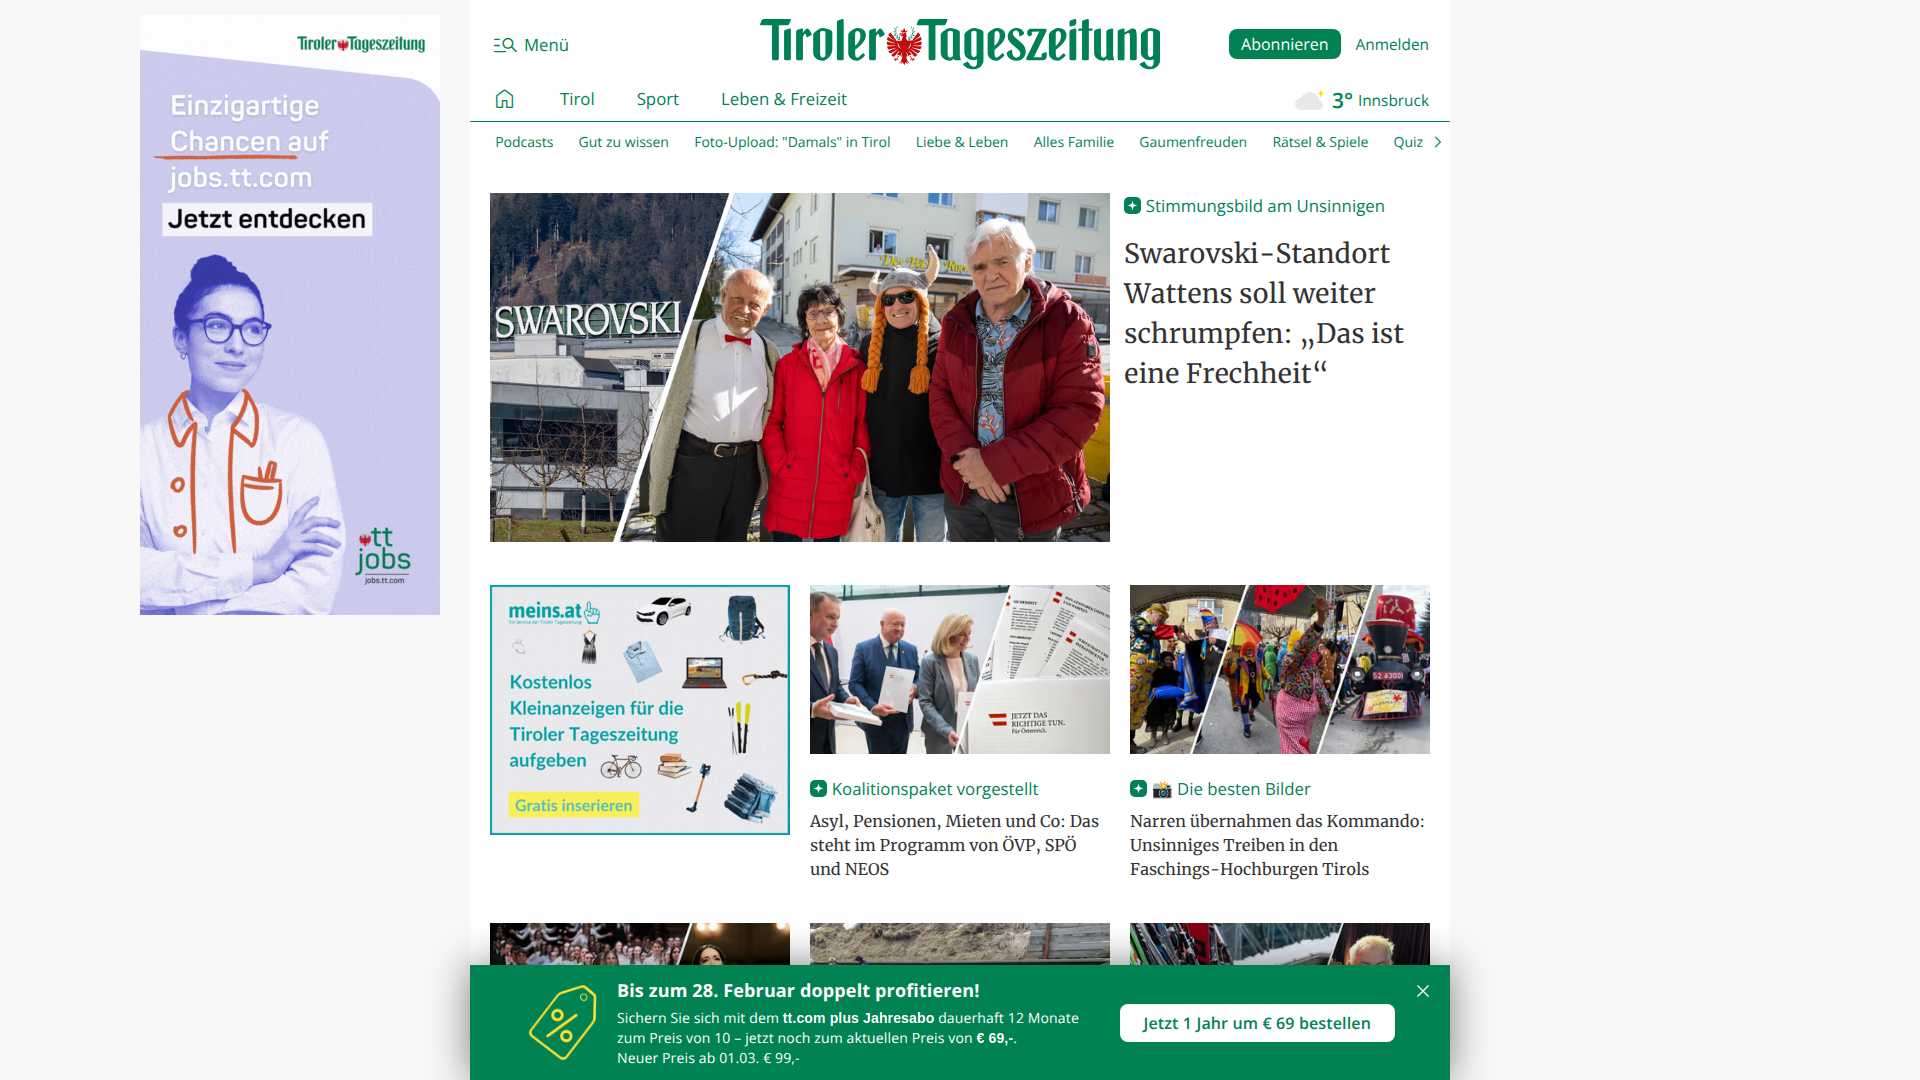 Tiroler Tageszeitung
Einzigartige
Chancen auf
jobs.tt.com
Jetzt entdecken
tt
jobs
jobs.tt.com
Menü
Tiroler Tageszeitung
Abonnieren
Anmelden
Tirol
Sport
Leben & Freizeit
3° Innsbruck
Podcasts
Gut zu wissen
Foto-Upload: "Damals" in Tirol
Liebe & Leben
Alles Familie
Gaumenfreuden
Rätsel & Spiele
Quiz
SWAROVSKI
Stimmungsbild am Unsinnigen
Swarovski-Standort
Wattens soll weiter
schrumpfen: „Das ist
eine Frechheit“
meins.at
Ein Service der Tiroler Tageszeitung
Kostenlos
Kleinanzeigen für die
Tiroler Tageszeitung
aufgeben
Gratis inserieren
JETZT DAS
RICHTIGE TUN.
Für Österreich.
Koalitionspaket vorgestellt
Asyl, Pensionen, Mieten und Co: Das
steht im Programm von ÖVP, SPÖ
und NEOS
Die besten Bilder
Narren übernahmen das Kommando:
Unsinniges Treiben in den
Faschings-Hochburgen Tirols
Bis zum 28. Februar doppelt profitieren!
Sichern Sie sich mit dem tt.com plus Jahresabo dauerhaft 12 Monate
zum Preis von 10 – jetzt noch zum aktuellen Preis von € 69,-.
Neuer Preis ab 01.03. € 99,-
Jetzt 1 Jahr um € 69 bestellen